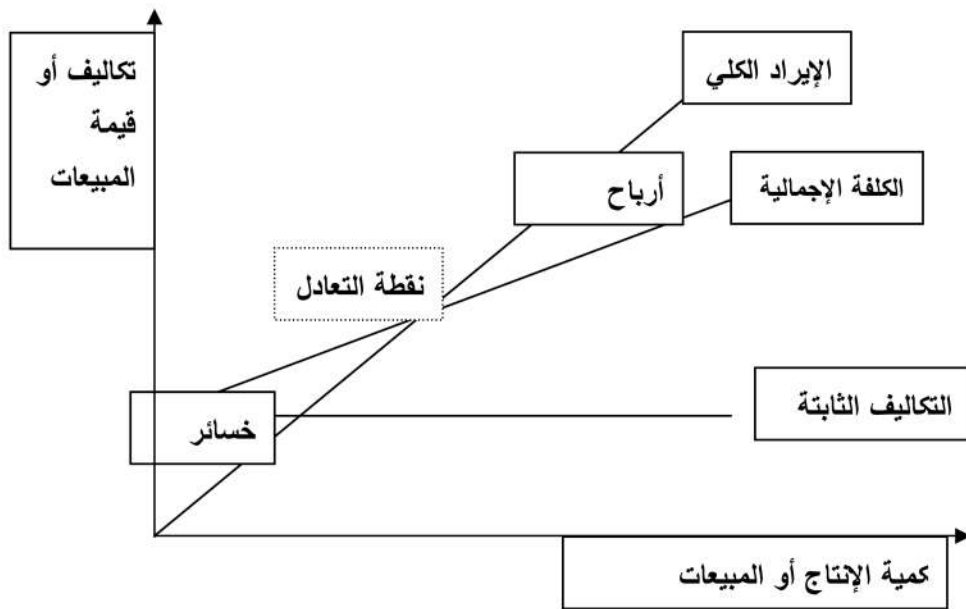 تكاليف أو
قيمة
المبيعات
الإيراد الكلي
أرباح
الكلفة الإجمالية
نقطة التعادل
التكاليف الثابتة
خسائر
كمية الإنتاج أو المبيعات